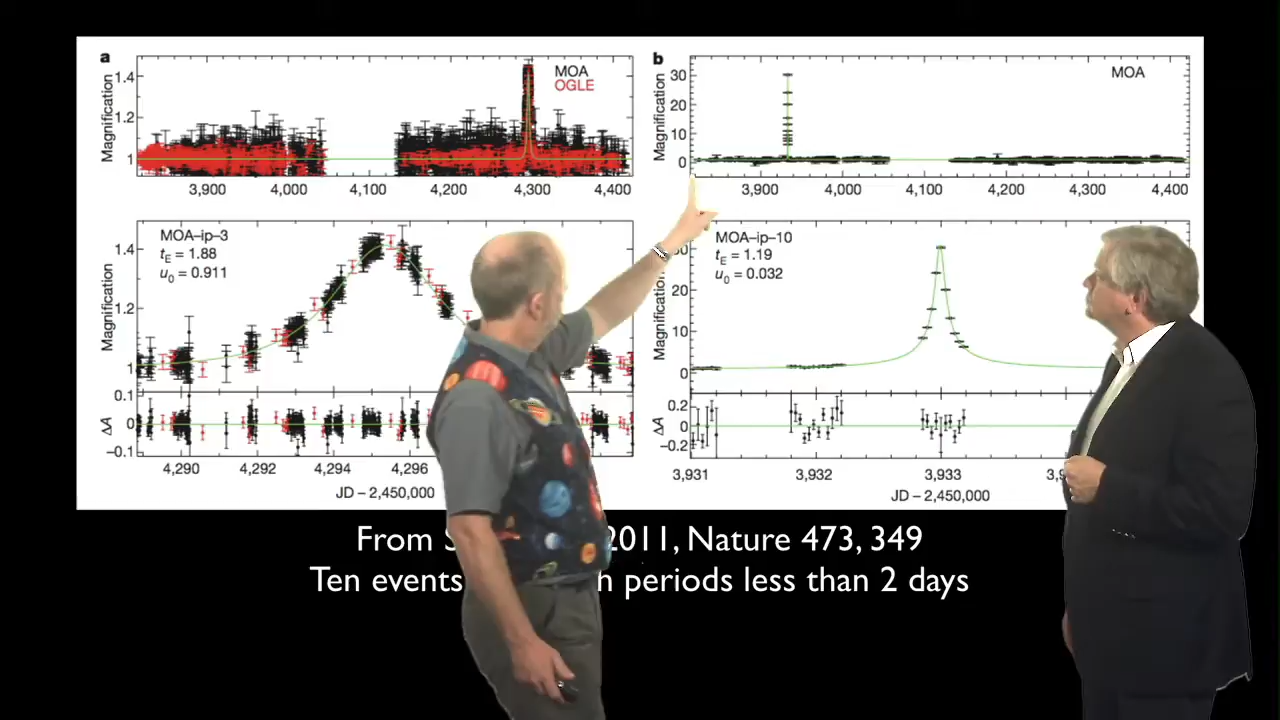 a
MOA
OGLE
Magnification
1.4
1.2
1
3,900 4,000 4,100 4,200 4,300 4,400
b
MOA
Magnification
30
20
10
0
3,900 4,000 4,100 4,200 4,300 4,400
MOA–ip–3
tE = 1.88
u0 = 0.911
Magnification
1.4
1.2
1
0.1
0
–0.1
ΔA
4,290 4,292 4,294 4,296
JD – 2,450,000
MOA–ip–10
tE = 1.19
u0 = 0.032
Magnification
20
10
0
0.2
0
–0.2
ΔA
3,931 3,932 3,933
JD – 2,450,000
From 2011, Nature 473, 349
Ten events periods less than 2 days